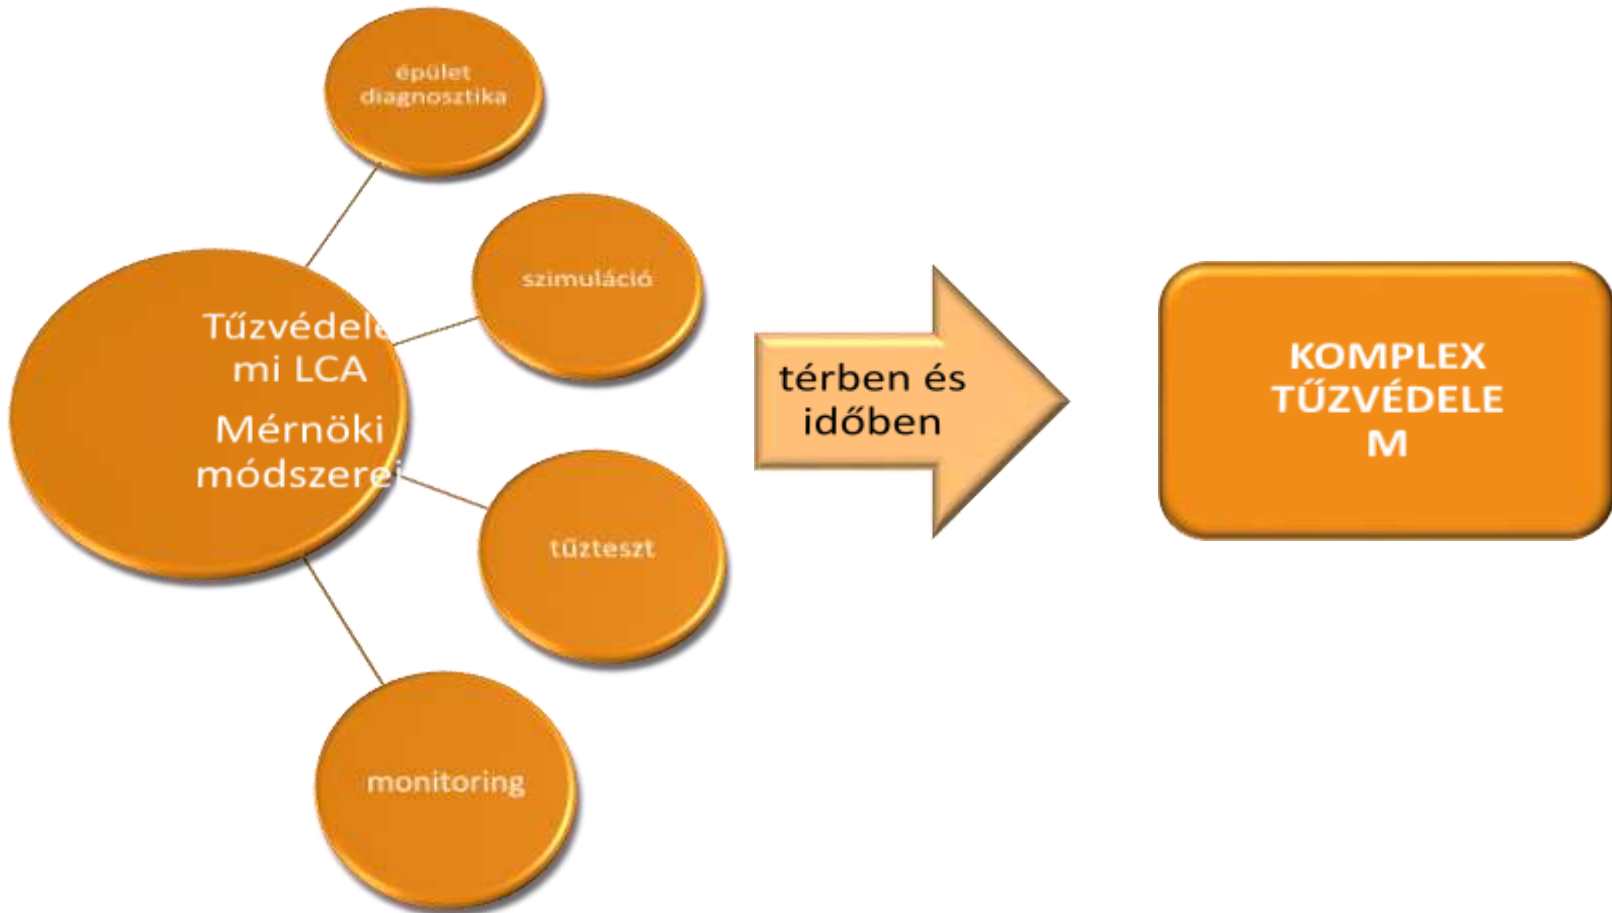 épület
diagnosztika
szimuláció
Tűzvédele
mi LCA
Mérnöki
módszerei
tűzteszt
monitoring
térben és
időben
KOMPLEX
TŰZVÉDELE
M